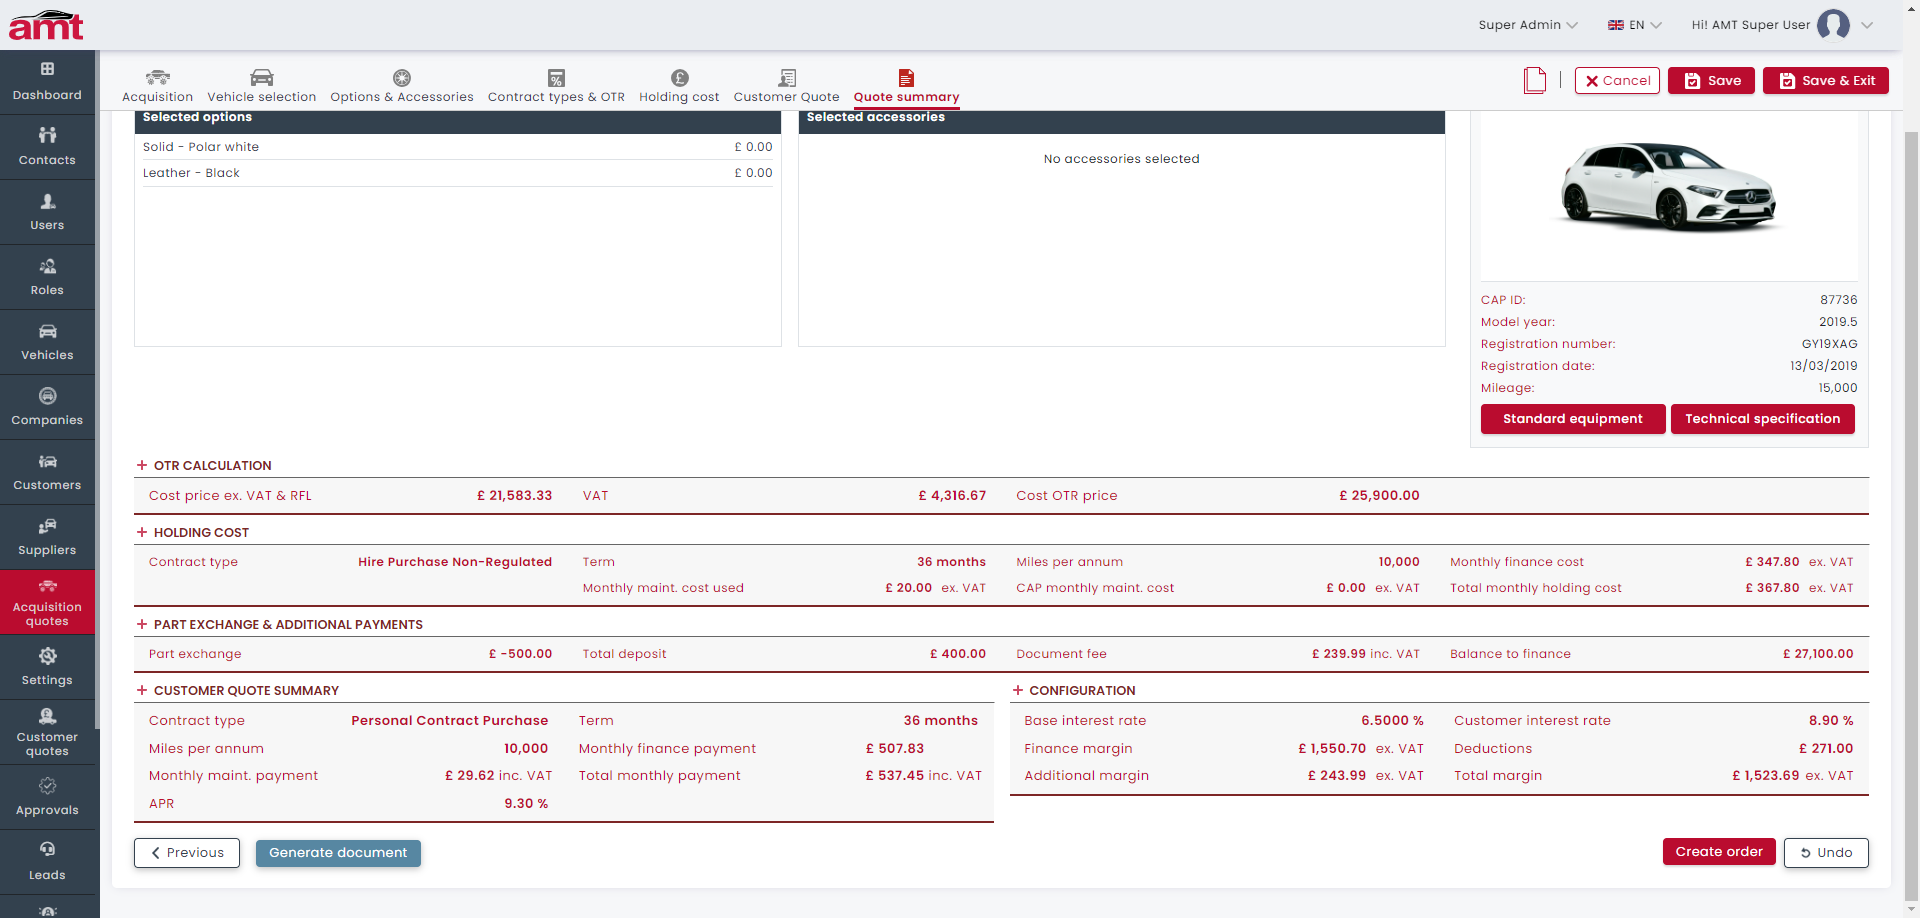 amt
Super Admin
EN
Hi! AMT Super User
Dashboard
Contacts
Users
Roles
Vehicles
Companies
Customers
Suppliers
Acquisition
quotes
Settings
Customer
quotes
Approvals
Leads
Acquisition
Vehicle selection
Options & Accessories
Contract types & OTR
Holding cost
Customer Quote
Quote summary
Cancel
Save
Save & Exit
Selected options
Solid - Polar white £ 0.00
Leather - Black £ 0.00
Selected accessories
No accessories selected
CAP ID: 87736
Model year: 2019.5
Registration number: GY19XAG
Registration date: 13/03/2019
Mileage: 15,000
Standard equipment
Technical specification
+ OTR CALCULATION
Cost price ex. VAT & RFL £ 21,583.33 VAT £ 4,316.67 Cost OTR price £ 25,900.00
+ HOLDING COST
Contract type Hire Purchase Non-Regulated Term 36 months Miles per annum 10,000 Monthly finance cost £ 347.80 ex. VAT
Monthly maint. cost used £ 20.00 ex. VAT CAP monthly maint. cost £ 0.00 ex. VAT Total monthly holding cost £ 367.80 ex. VAT
+ PART EXCHANGE & ADDITIONAL PAYMENTS
Part exchange £ -500.00 Total deposit £ 400.00 Document fee £ 239.99 inc. VAT Balance to finance £ 27,100.00
+ CUSTOMER QUOTE SUMMARY
Contract type Personal Contract Purchase Term 36 months
Miles per annum 10,000 Monthly finance payment £ 507.83
Monthly maint. payment £ 29.62 inc. VAT Total monthly payment £ 537.45 inc. VAT
APR 9.30 %
+ CONFIGURATION
Base interest rate 6.5000 % Customer interest rate 8.90 %
Finance margin £ 1,550.70 ex. VAT Deductions £ 271.00
Additional margin £ 243.99 ex. VAT Total margin £ 1,523.69 ex. VAT
Previous
Generate document
Create order
Undo